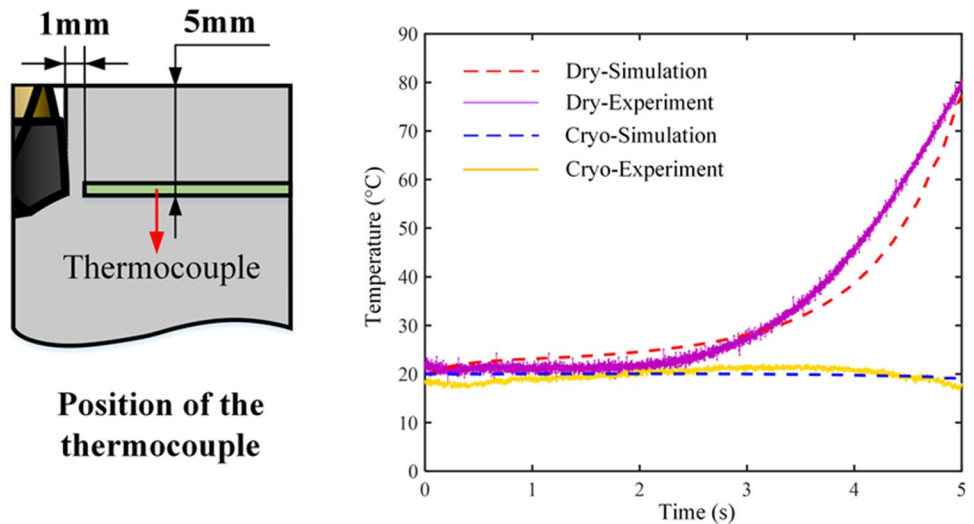 1mm
5mm
Thermocouple
Position of the
thermocouple
Temperature (°C)
90
80
70
60
50
40
30
20
10
0
Dry-Simulation
Dry-Experiment
Cryo-Simulation
Cryo-Experiment
0 1 2 3 4 5
Time (s)